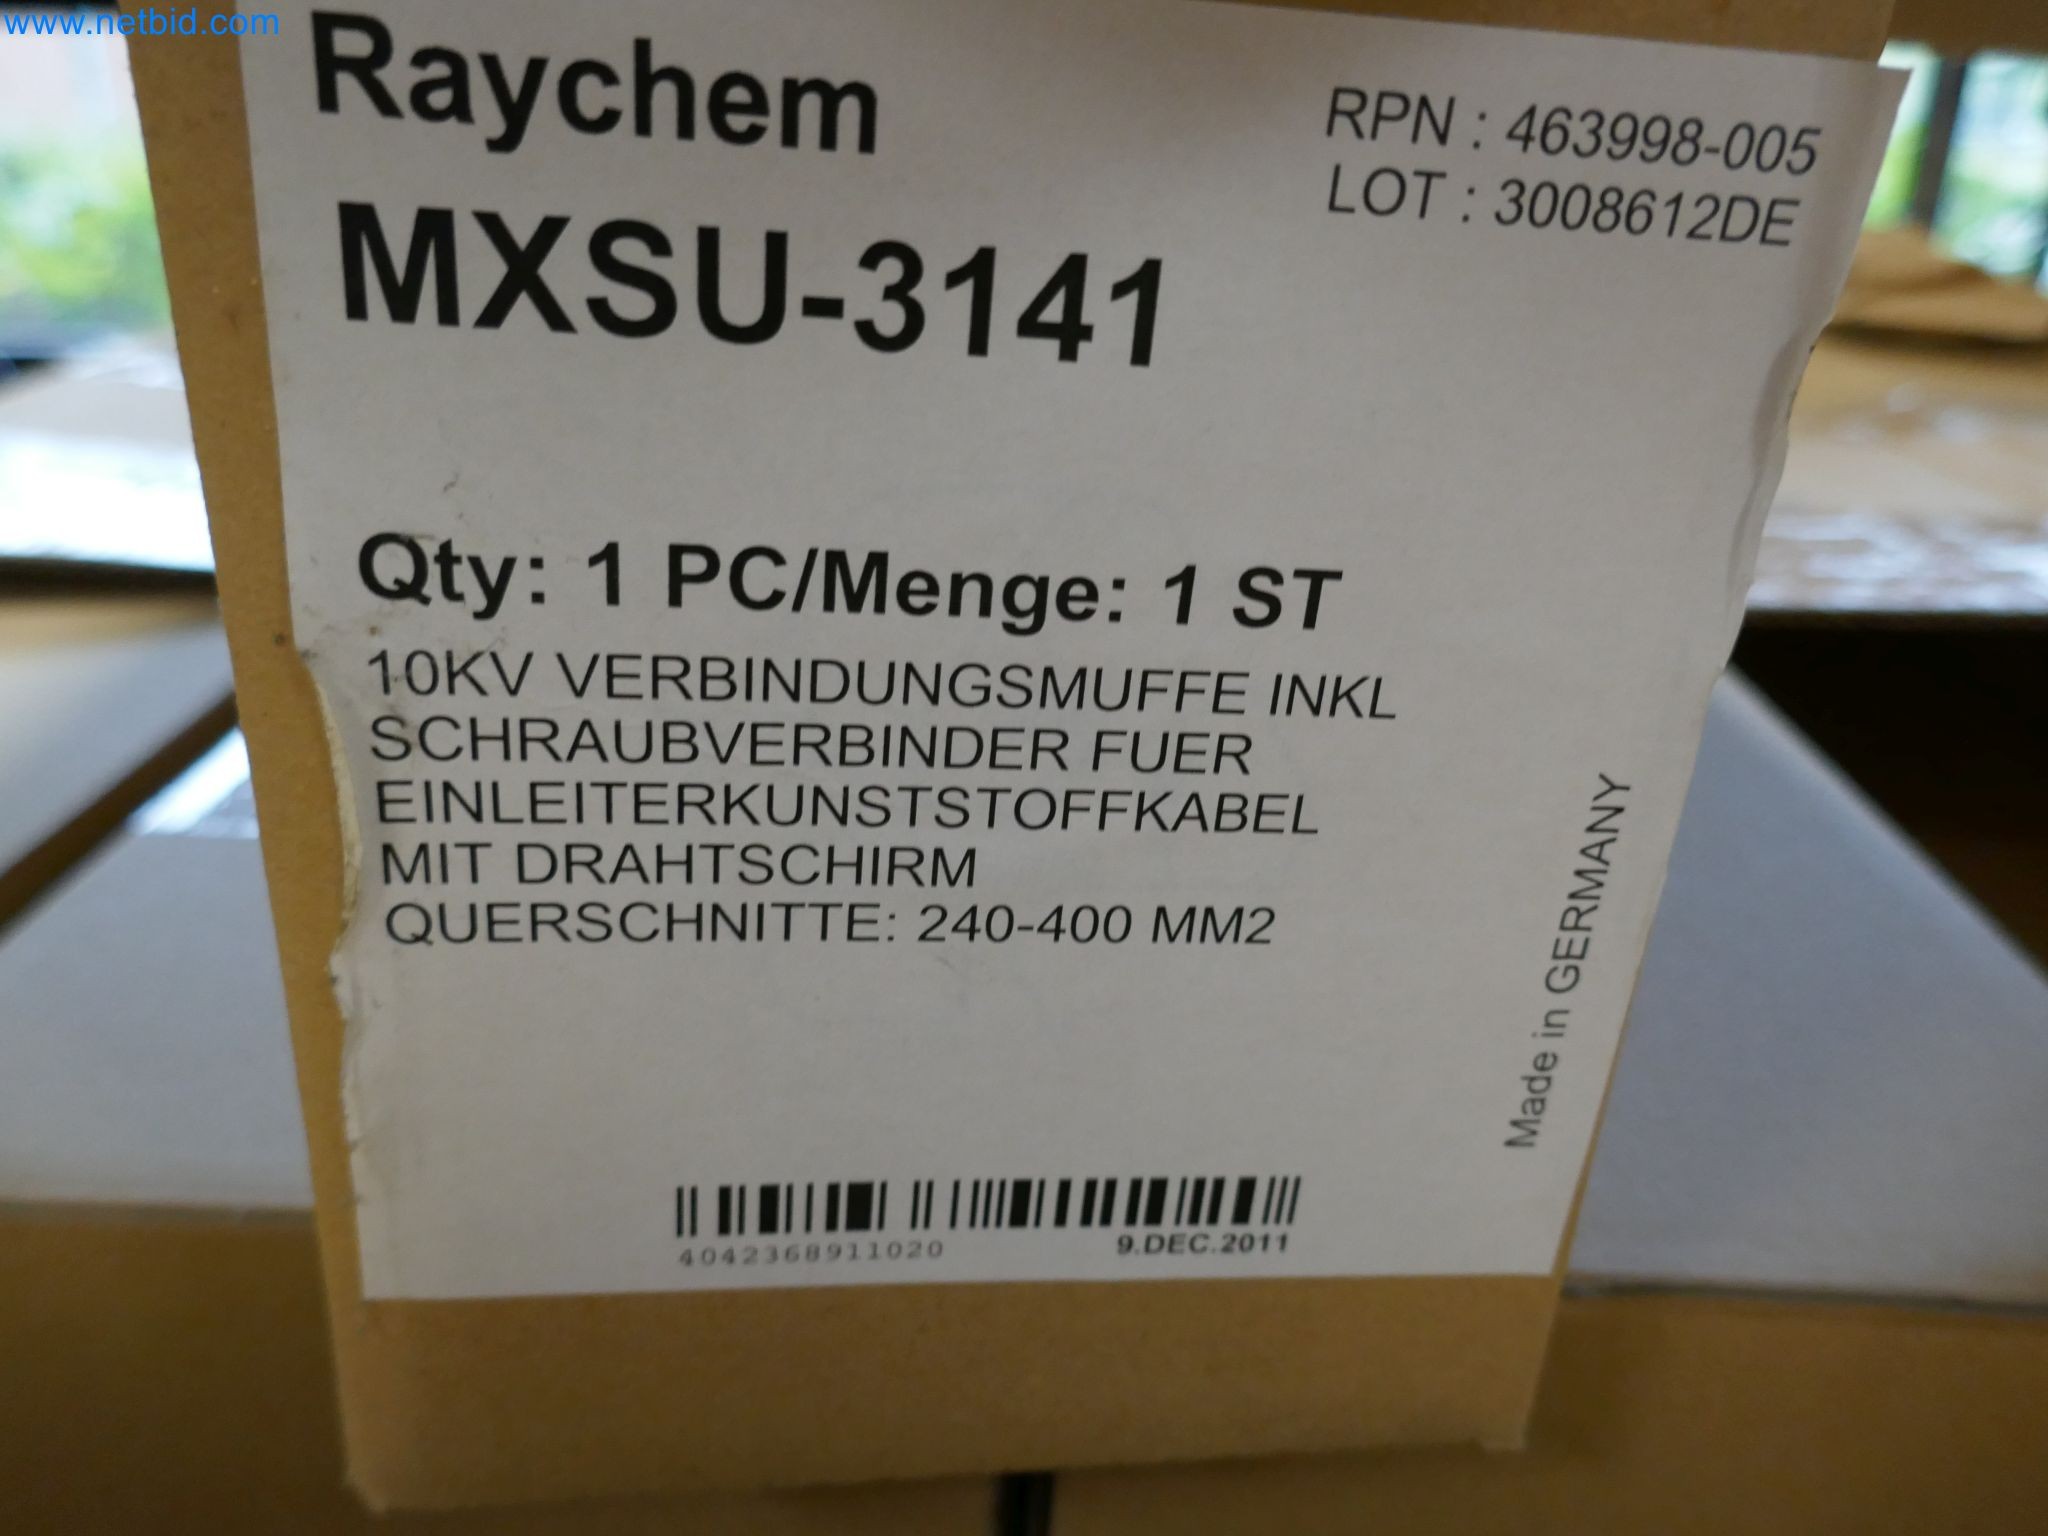 www.netbid.com
Raychem
RPN : 463998-005
LOT : 3008612DE
MXSU-3141
Qty: 1 PC/Menge: 1 ST
10KV VERBINDUNGSMUFFE INKL
SCHRAUBVERBINDER FUER
EINLEITERKUNSTSTOFFKABEL
MIT DRAHTSCHIRM
QUERSCHNITTE: 240-400 MM2
Made in GERMANY
4042368911020
9.DEC.2011